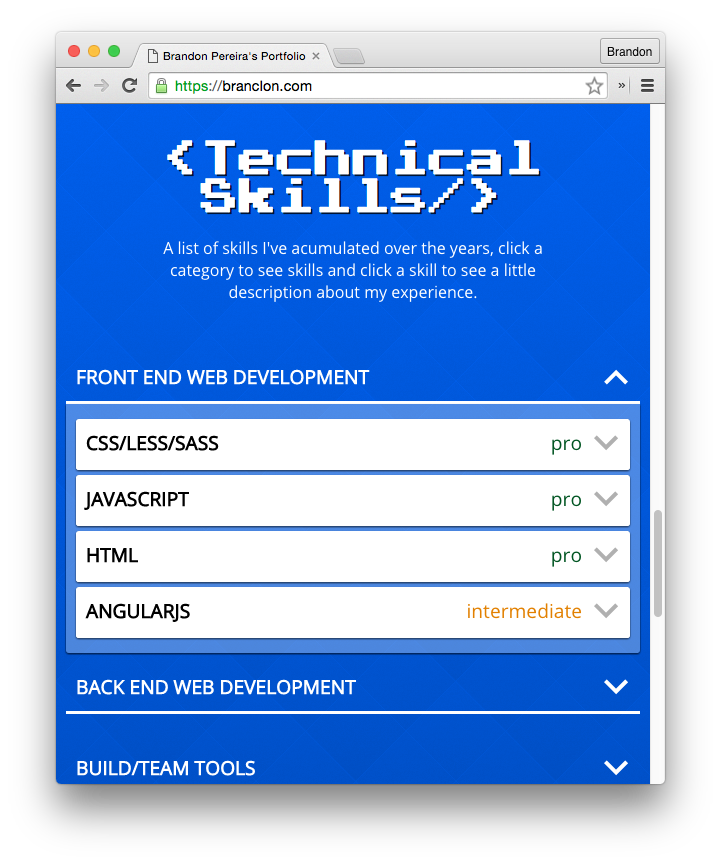 Brandon Pereira's Portfolio
Brandon
https://branclon.com
<Technical
Skills/>
A list of skills I've acumulated over the years, click a
category to see skills and click a skill to see a little
description about my experience.
FRONT END WEB DEVELOPMENT
CSS/LESS/SASS pro
JAVASCRIPT pro
HTML pro
ANGULARJS intermediate
BACK END WEB DEVELOPMENT
BUILD/TEAM TOOLS